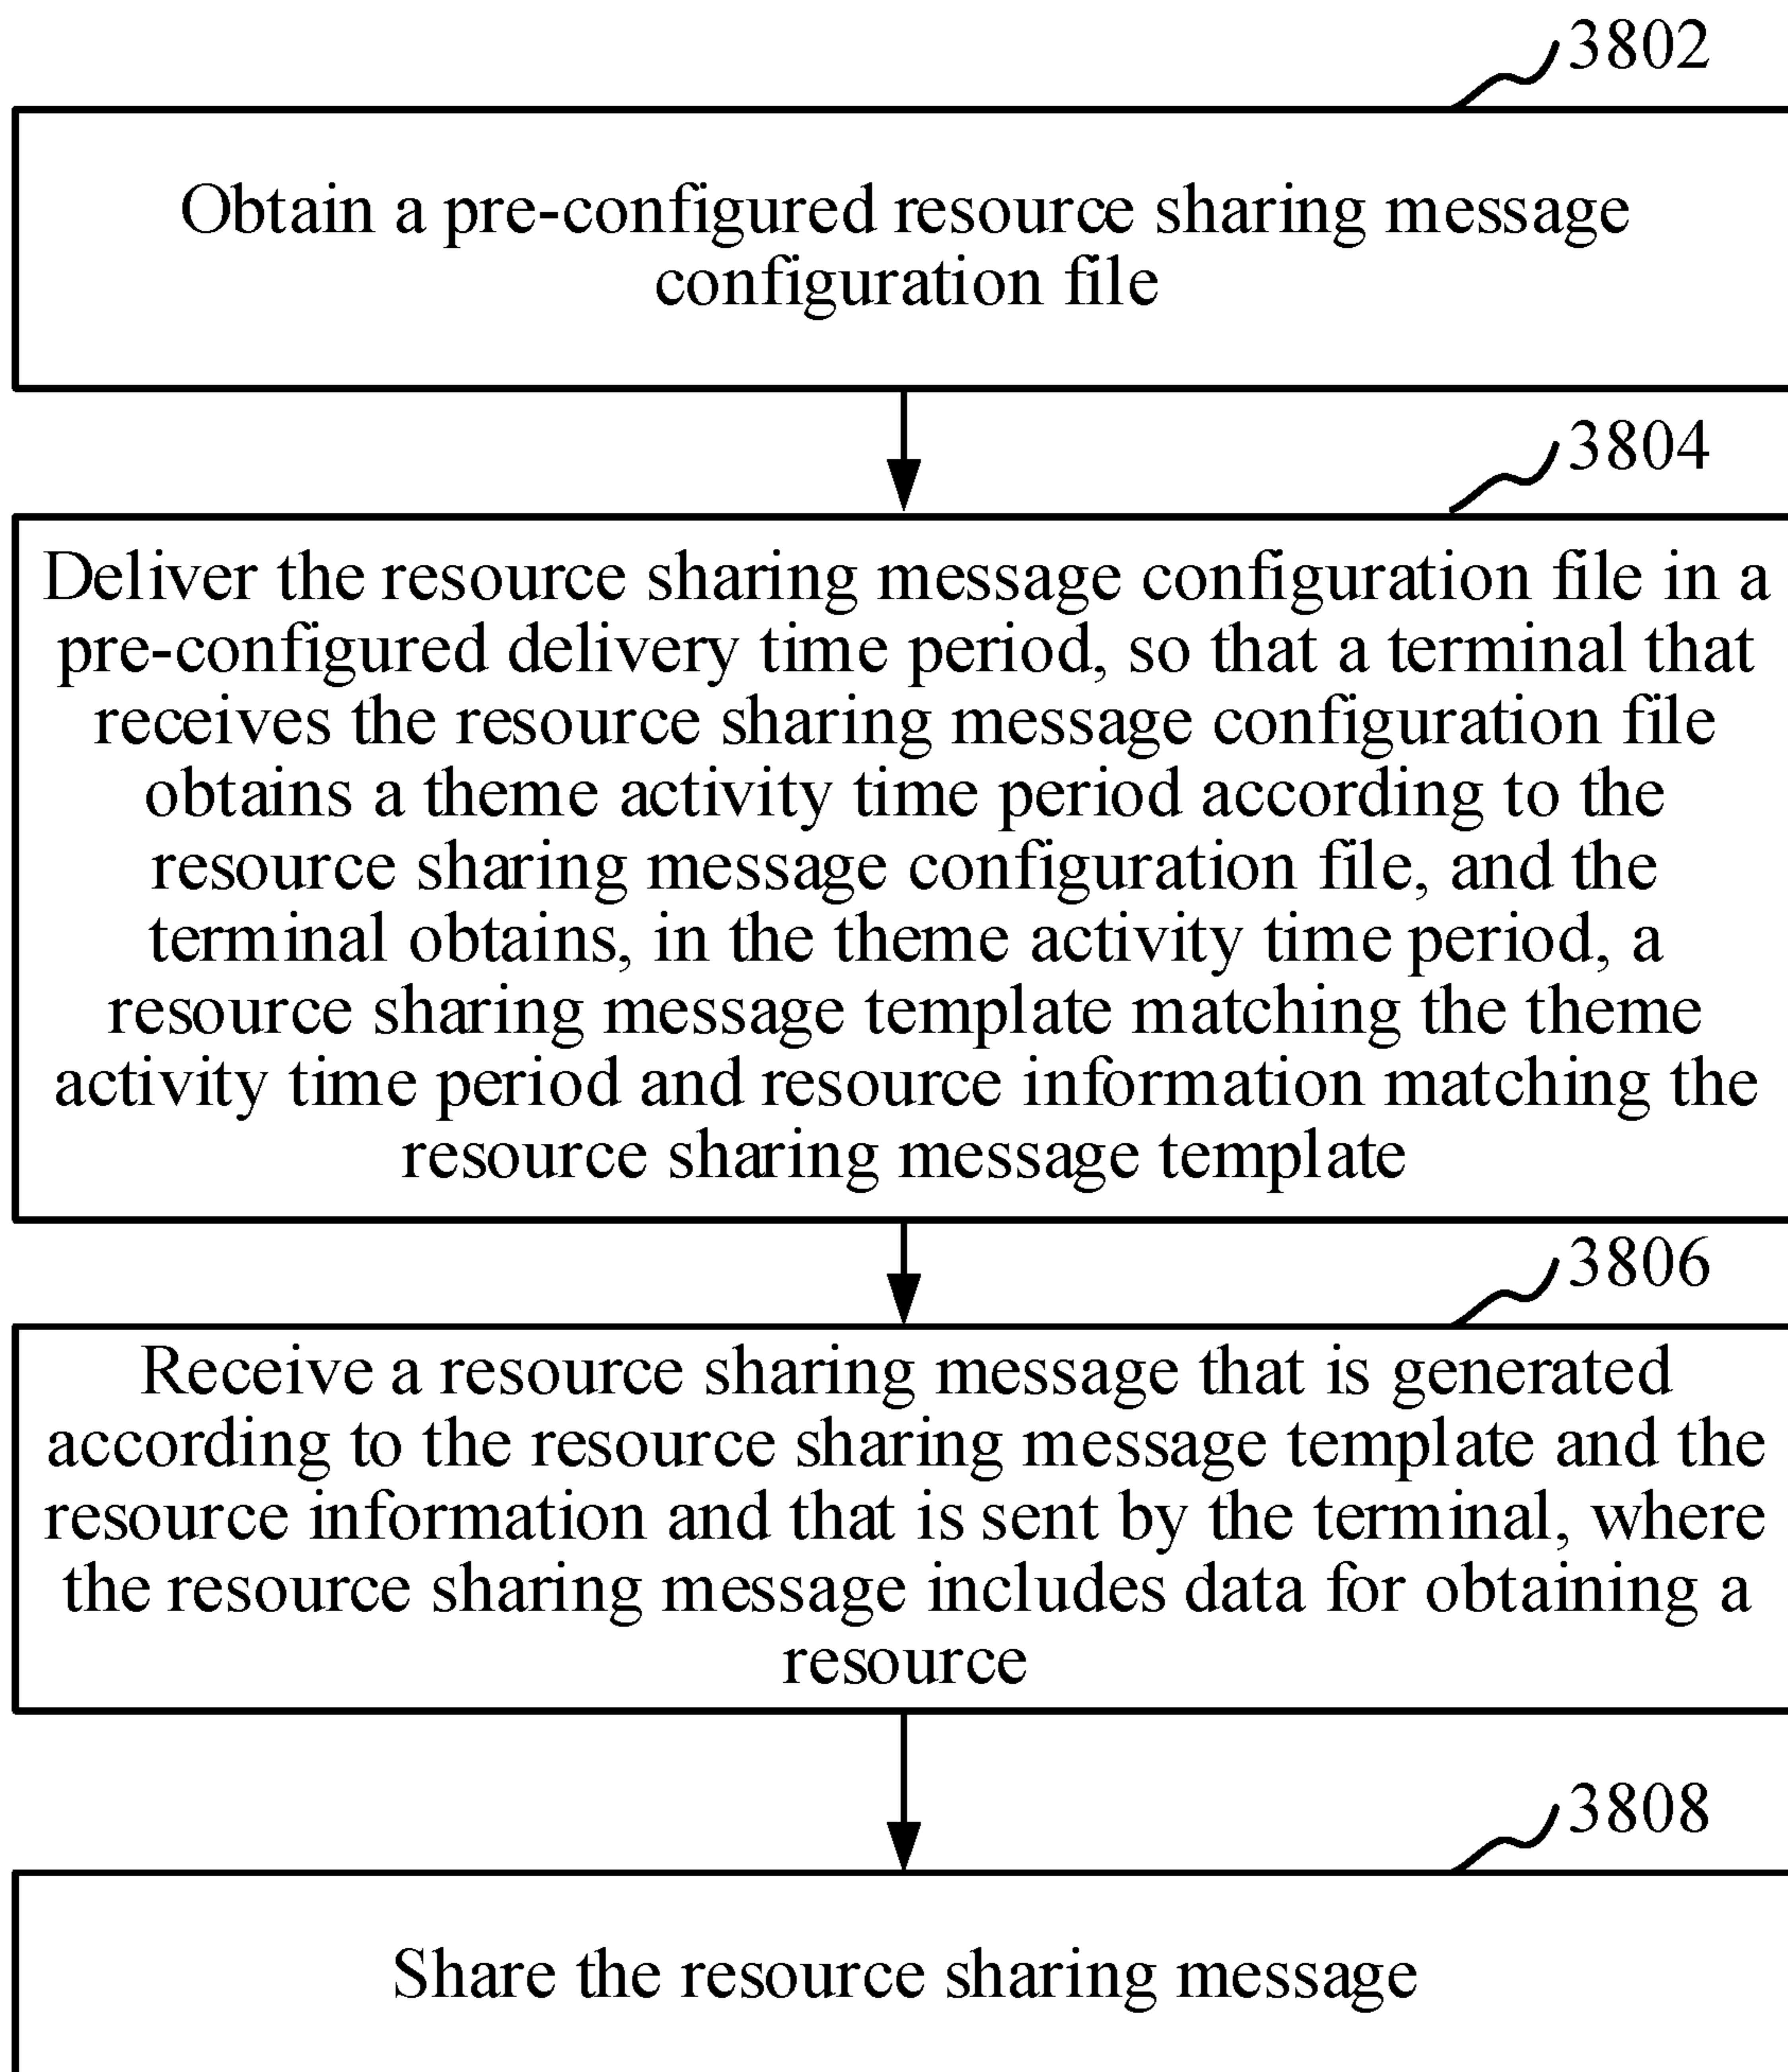 3802
Obtain a pre-configured resource sharing message
configuration file
3804
Deliver the resource sharing message configuration file in a
pre-configured delivery time period, so that a terminal that
receives the resource sharing message configuration file
obtains a theme activity time period according to the
resource sharing message configuration file, and the
terminal obtains, in the theme activity time period, a
resource sharing message template matching the theme
activity time period and resource information matching the
resource sharing message template
3806
Receive a resource sharing message that is generated
according to the resource sharing message template and the
resource information and that is sent by the terminal, where
the resource sharing message includes data for obtaining a
resource
3808
Share the resource sharing message